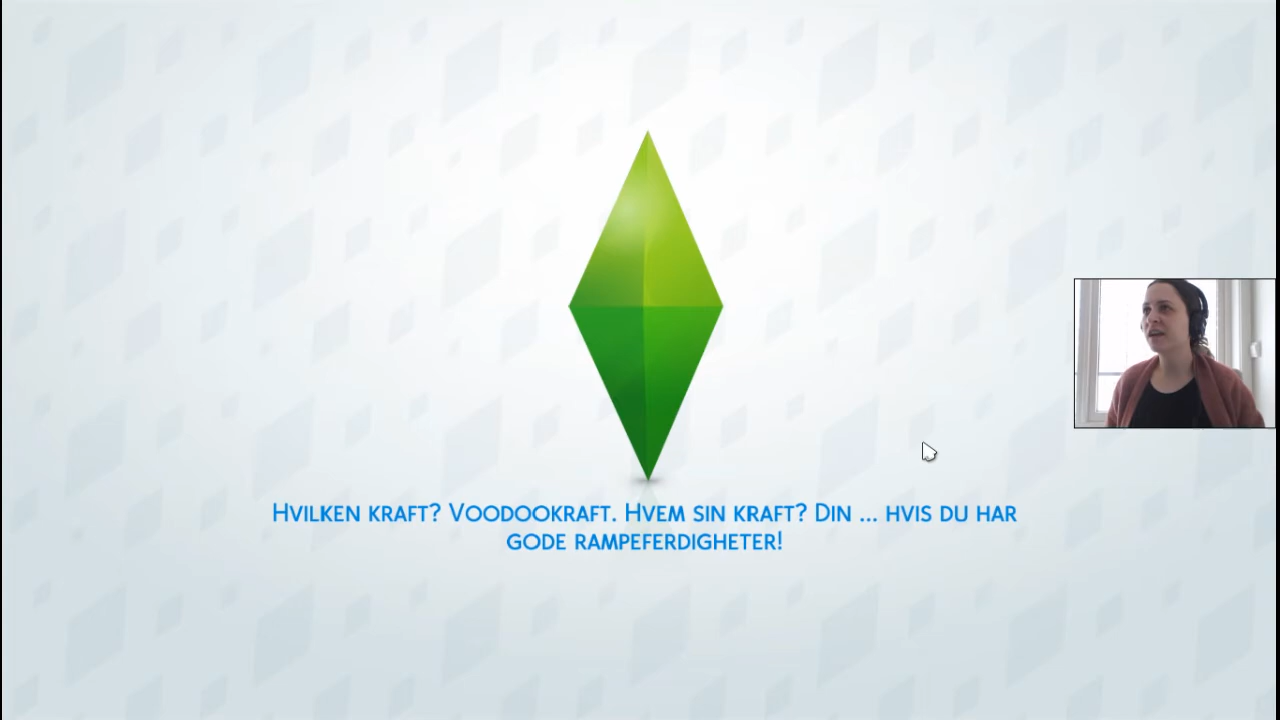 Hvilken kraft? Voodookraft. Hvem sin kraft? Din ... hvis du har
gode rampeferdigheter!